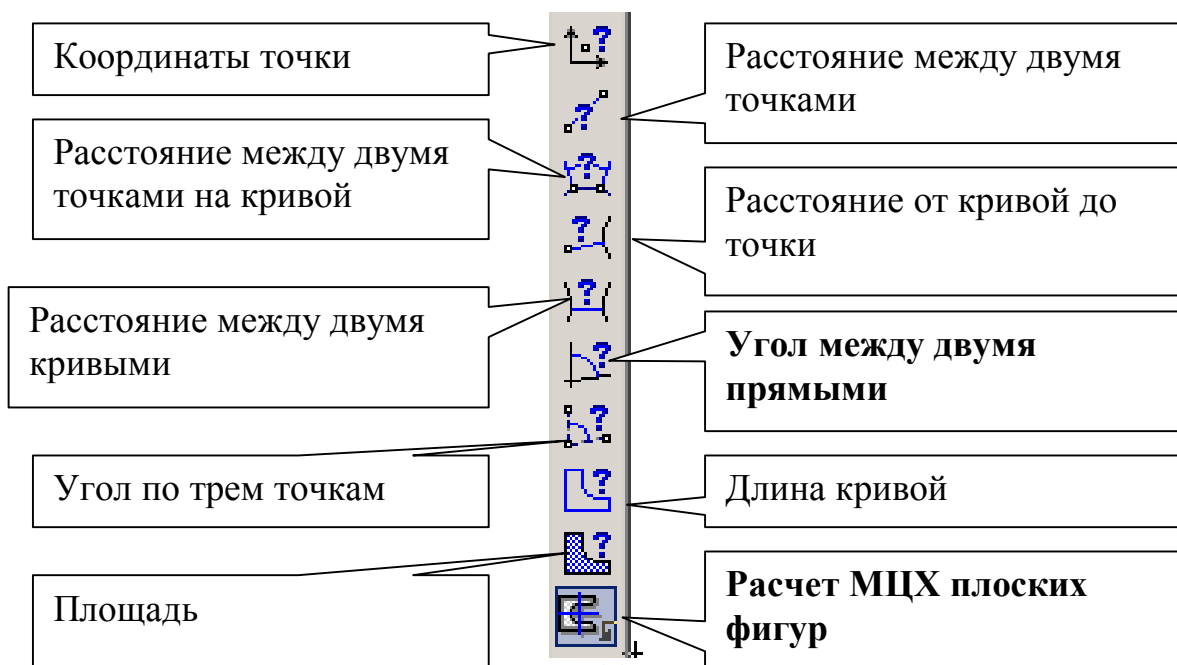 Координаты точки
Расстояние между двумя
точками
Расстояние между двумя
точками на кривой
Расстояние от кривой до
точки
Расстояние между двумя
кривыми
Угол между двумя
прямыми
Угол по трем точкам
Длина кривой
Площадь
Расчет МЦХ плоских
фигур